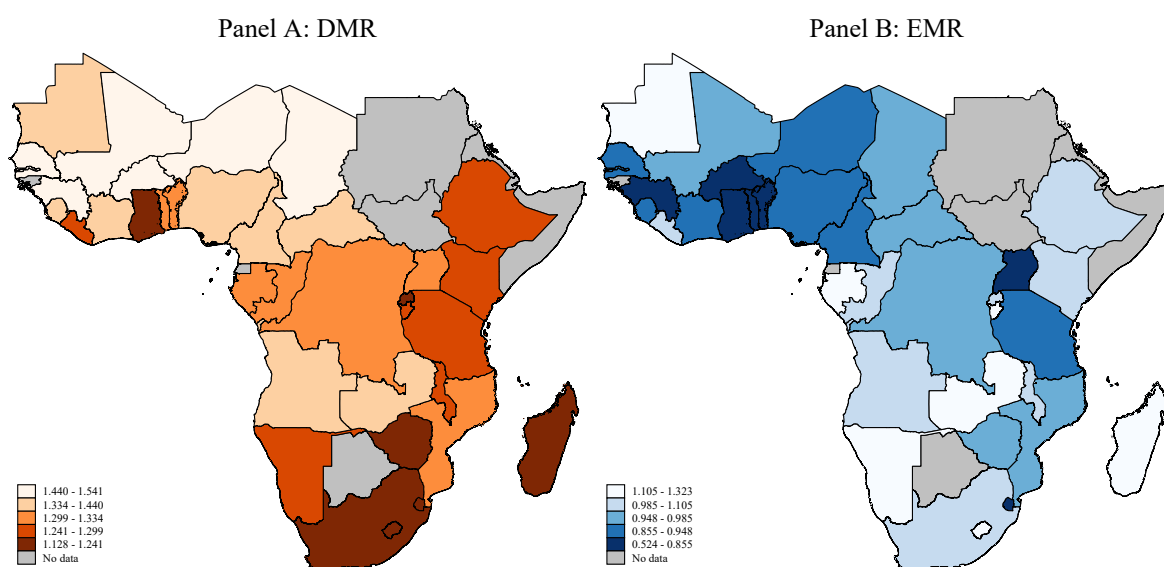 Panel A: DMR
Panel B: EMR
1.440 - 1.541
1.334 - 1.440
1.299 - 1.334
1.241 - 1.299
1.128 - 1.241
No data
1.105 - 1.323
0.985 - 1.105
0.948 - 0.985
0.855 - 0.948
0.524 - 0.855
No data